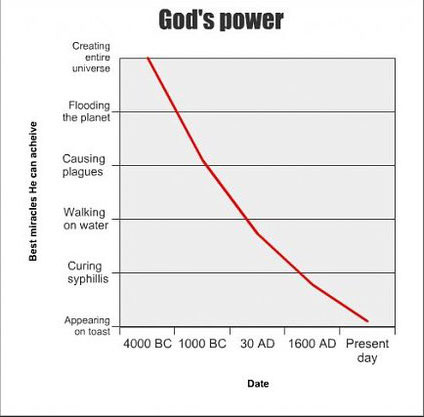 God's power
Creating
entire
universe
Flooding
the planet
Causing
plagues
Walking
on water
Curing
syphillis
Appearing
on toast
Best miracles He can acheive
4000 BC 1000 BC 30 AD 1600 AD Present
day
Date